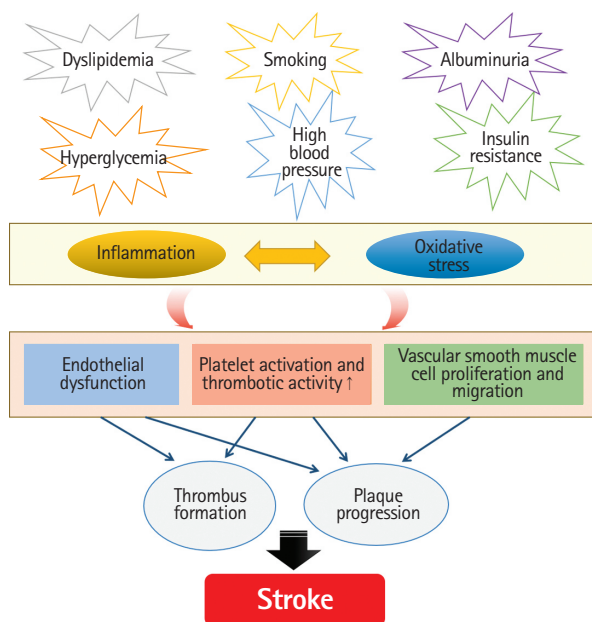 Dyslipidemia
Smoking
Albuminuria
Hyperglycemia
High
blood
pressure
Insulin
resistance
Inflammation
Oxidative
stress
Endothelial
dysfunction
Platelet activation and
thrombotic activity ↑
Vascular smooth muscle
cell proliferation and
migration
Thrombus
formation
Plaque
progression
Stroke